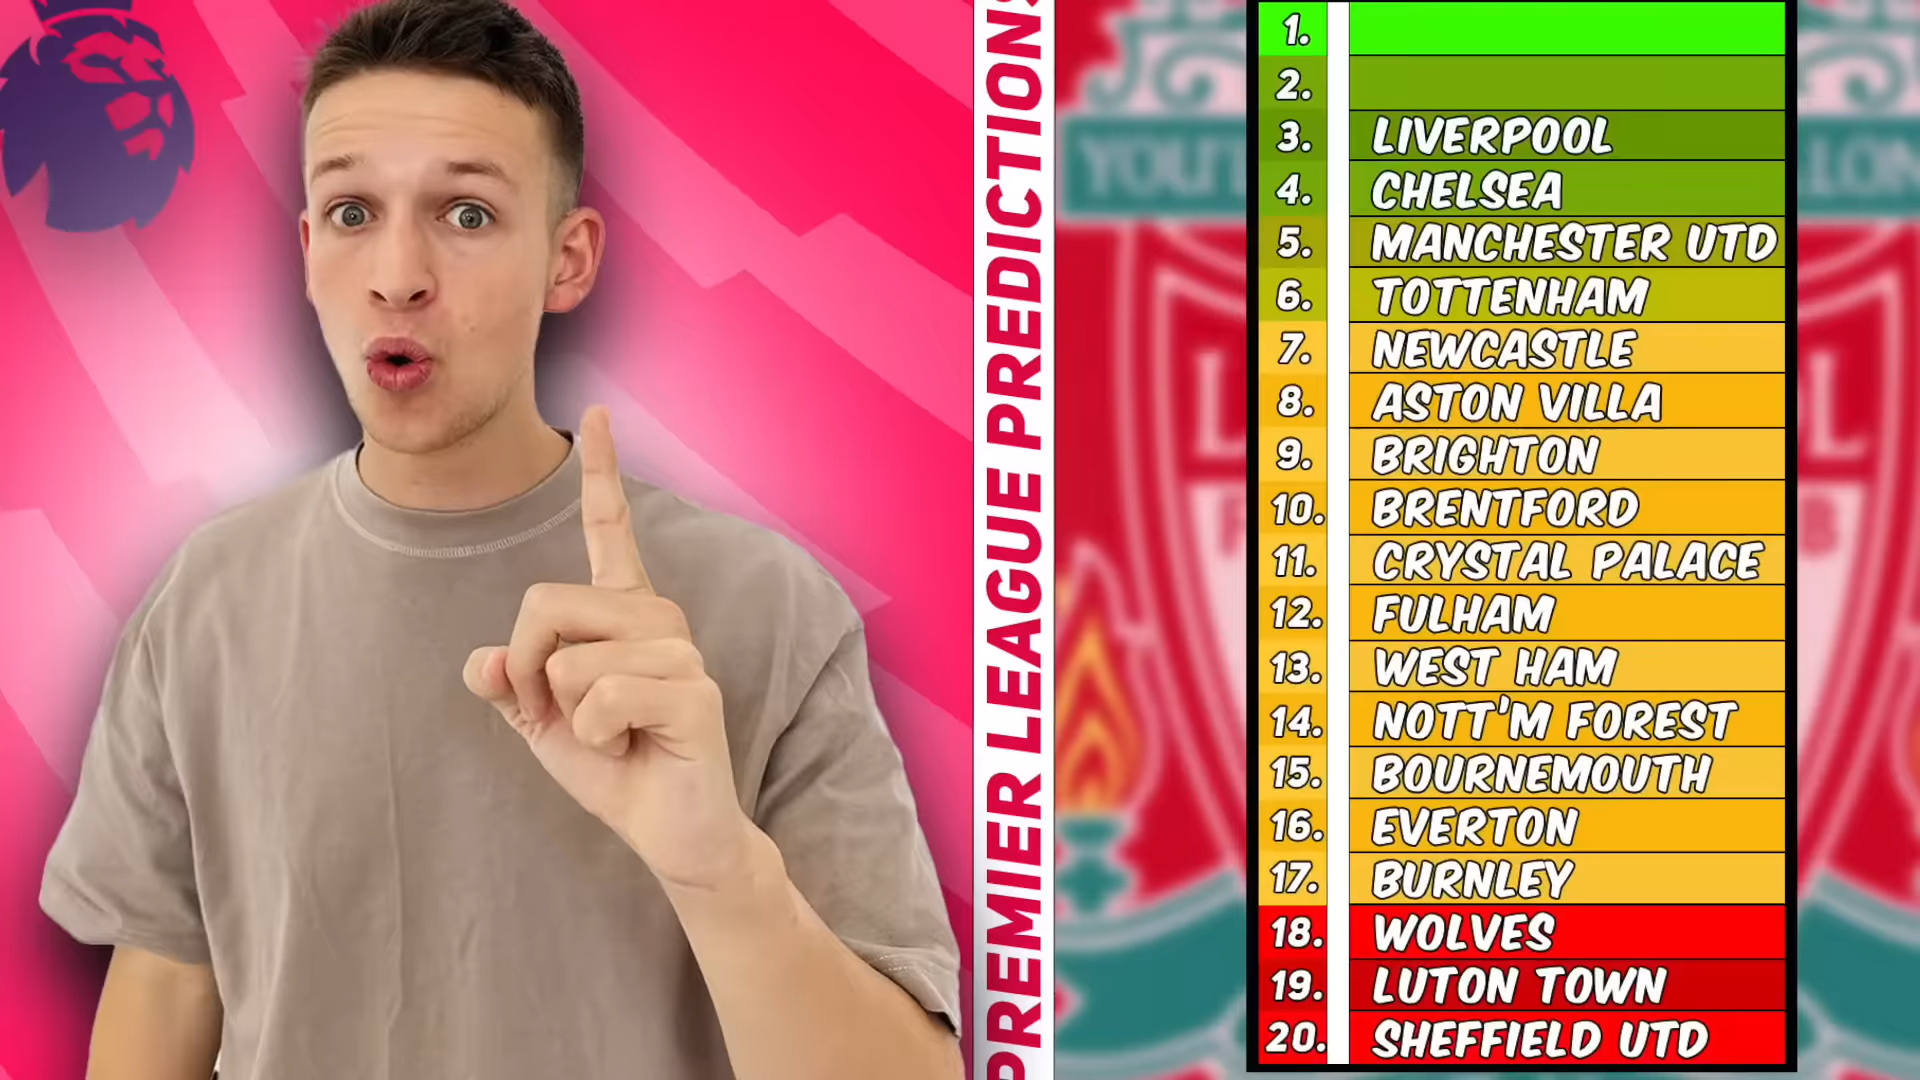 PREMIER LEAGUE PREDICTIONS
1.
2.
3. LIVERPOOL
4. CHELSEA
5. MANCHESTER UTD
6. TOTTENHAM
7. NEWCASTLE
8. ASTON VILLA
9. BRIGHTON
10. BRENTFORD
11. CRYSTAL PALACE
12. FULHAM
13. WEST HAM
14. NOTT'M FOREST
15. BOURNEMOUTH
16. EVERTON
17. BURNLEY
18. WOLVES
19. LUTON TOWN
20. SHEFFIELD UTD